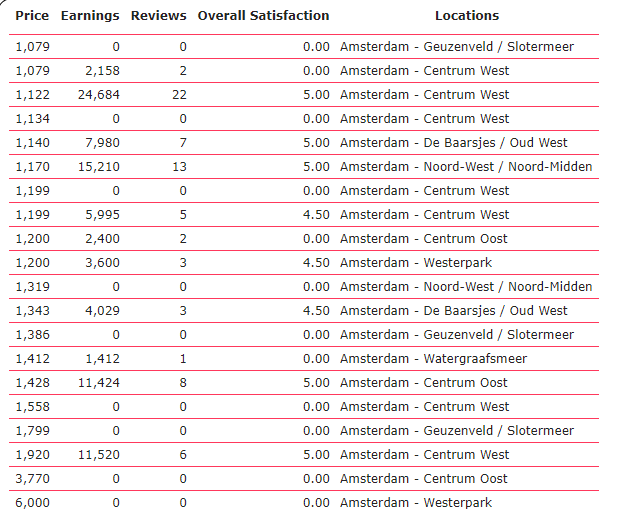 Price Earnings Reviews Overall Satisfaction Locations
1,079 0 0 0.00 Amsterdam - Geuzenveld / Slotermeer
1,079 2,158 2 0.00 Amsterdam - Centrum West
1,122 24,684 22 5.00 Amsterdam - Centrum West
1,134 0 0 0.00 Amsterdam - Centrum West
1,140 7,980 7 5.00 Amsterdam - De Baarsjes / Oud West
1,170 15,210 13 5.00 Amsterdam - Noord-West / Noord-Midden
1,199 0 0 0.00 Amsterdam - Centrum West
1,199 5,995 5 4.50 Amsterdam - Centrum West
1,200 2,400 2 0.00 Amsterdam - Centrum Oost
1,200 3,600 3 4.50 Amsterdam - Westerpark
1,319 0 0 0.00 Amsterdam - Noord-West / Noord-Midden
1,343 4,029 3 4.50 Amsterdam - De Baarsjes / Oud West
1,386 0 0 0.00 Amsterdam - Geuzenveld / Slotermeer
1,412 1,412 1 0.00 Amsterdam - Watergraafsmeer
1,428 11,424 8 5.00 Amsterdam - Centrum Oost
1,558 0 0 0.00 Amsterdam - Centrum West
1,799 0 0 0.00 Amsterdam - Geuzenveld / Slotermeer
1,920 11,520 6 5.00 Amsterdam - Centrum West
3,770 0 0 0.00 Amsterdam - Centrum Oost
6,000 0 0 0.00 Amsterdam - Westerpark